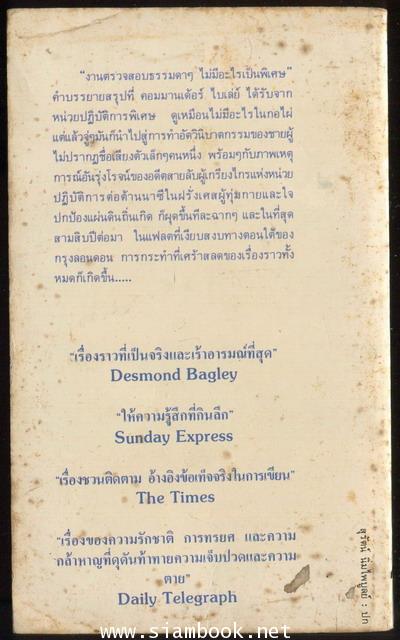 "งานตรวจสอบธรรมดาๆ ไม่มีอะไรเป็นพิเศษ"
คำบรรยายสรุปที่ คอมมานเด้อร์ ไบเล่ย์ ได้รับจาก
หน่วยปฏิบัติการพิเศษ ดูเหมือนไม่มีอะไรในกอไผ่
แต่แล้วจู่ๆมันก็นำไปสู่การทำอัตวินิบาตกรรมของชายผู้
ไม่ปรากฏชื่อเสียงตัวเล็กๆคนหนึ่ง พร้อมๆกับภาพเหตุ
การณ์อันรุ่งโรจน์ของอดีตสายลับผู้เกรียงไกรแห่งหน่วย
ปฏิบัติการต่อต้านนาซีในฝรั่งเศสผู้ทุ่มกายและใจ
ปกป้องแผ่นดินถิ่นเกิด ก็ผุดขึ้นทีละฉากๆ และในที่สุด
สามสิบปีต่อมา ในแฟลตที่เงียบสงบทางตอนใต้ของ
กรุงลอนดอน การกระทำที่เศร้าสลดของเรื่องราวทั้ง
หมดก็เกิดขึ้น.....
"เรื่องราวที่เป็นจริงและเร้าอารมณ์ที่สุด"
Desmond Bagley
"ให้ความรู้สึกที่กินลึก"
Sunday Express
"เรื่องชวนติดตาม อ้างอิงข้อเท็จจริงในการเขียน"
The Times
"เรื่องของความรักชาติ การทรยศ และความ
กล้าหาญที่ดุดันท้าทายความเจ็บปวดและความ
ตาย"
Daily Telegraph
สุรัตน์ นิ่มไพบูลย์ : ปก
www.siambook.net